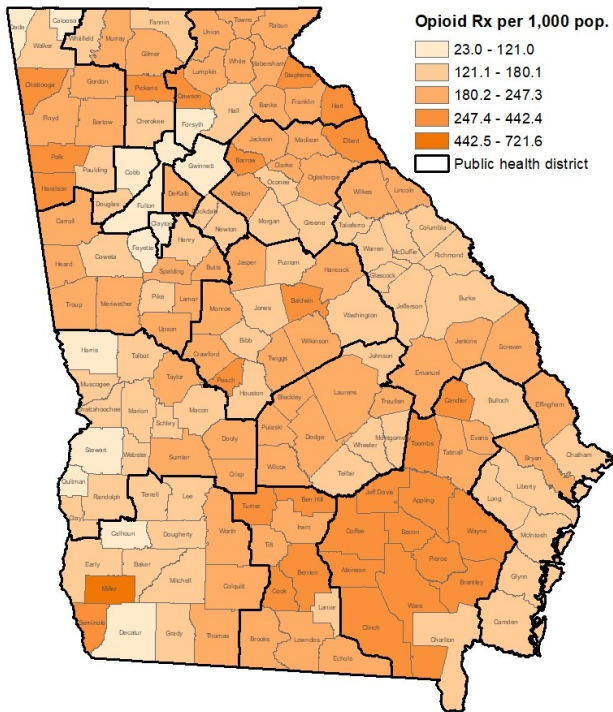 Opioid Rx per 1,000 pop.
23.0 - 121.0
121.1 - 180.1
180.2 - 247.3
247.4 - 442.4
442.5 - 721.6
Public health district
Dade
Catoosa
Fannin
Towns
Rabun
Walker
Whitfield
Murray
Union
Gilmer
Habersham
White
Lumpkin
Stephens
Chattooga
Gordon
Pickens
Dawson
Hall
Banks
Franklin
Hart
Floyd
Bartow
Cherokee
Forsyth
Jackson
Madison
Elbert
Polk
Paulding
Cobb
Gwinnett
Barrow
Clarke
Oglethorpe
Wilkes
Lincoln
Haralson
Douglas
Fulton
DeKalb
Walton
Oconee
Carroll
Clayton
Rockdale
Newton
Morgan
Greene
Taliaferro
Columbia
McDuffie
Warren
Richmond
Fayette
Henry
Coweta
Heard
Spalding
Butts
Jasper
Putnam
Hancock
Glascock
Troup
Meriwether
Pike
Lamar
Monroe
Jones
Baldwin
Washington
Jefferson
Burke
Upson
Bibb
Wilkinson
Crawford
Twiggs
Johnson
Jenkins
Screven
Harris
Talbot
Taylor
Peach
Houston
Bleckley
Laurens
Emanuel
Muscogee
Chattahoochee
Marion
Macon
Schley
Treutlen
Candler
Bulloch
Effingham
Pulaski
Dodge
Montgomery
Wheeler
Toombs
Evans
Tattnall
Bryan
Chatham
Stewart
Webster
Sumter
Dooly
Crisp
Wilcox
Telfair
Quitman
Randolph
Terrell
Lee
Turner
Ben Hill
Jeff Davis
Appling
Long
Liberty
Clay
Calhoun
Dougherty
Worth
Irwin
Coffee
Bacon
Wayne
McIntosh
Early
Baker
Mitchell
Tift
Berrien
Atkinson
Pierce
Brantley
Glynn
Miller
Colquitt
Cook
Lanier
Ware
Seminole
Decatur
Grady
Thomas
Brooks
Lowndes
Clinch
Charlton
Camden
Echols